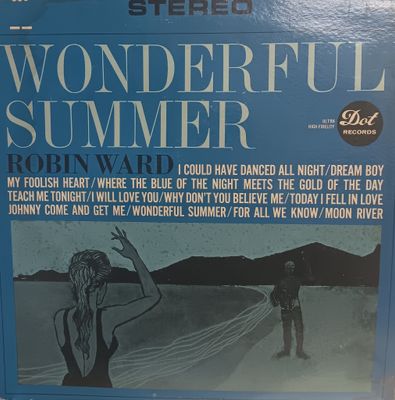 STEREO
WONDERFUL
SUMMER
ULTRA
HIGH FIDELITY
Dot
RECORDS
ROBIN WARD I COULD HAVE DANCED ALL NIGHT/DREAM BOY
MY FOOLISH HEART/WHERE THE BLUE OF THE NIGHT MEETS THE GOLD OF THE DAY
TEACH ME TONIGHT/I WILL LOVE YOU/WHY DON'T YOU BELIEVE ME/TODAY I FELL IN LOVE
JOHNNY COME AND GET ME/WONDERFUL SUMMER/FOR ALL WE KNOW/MOON RIVER